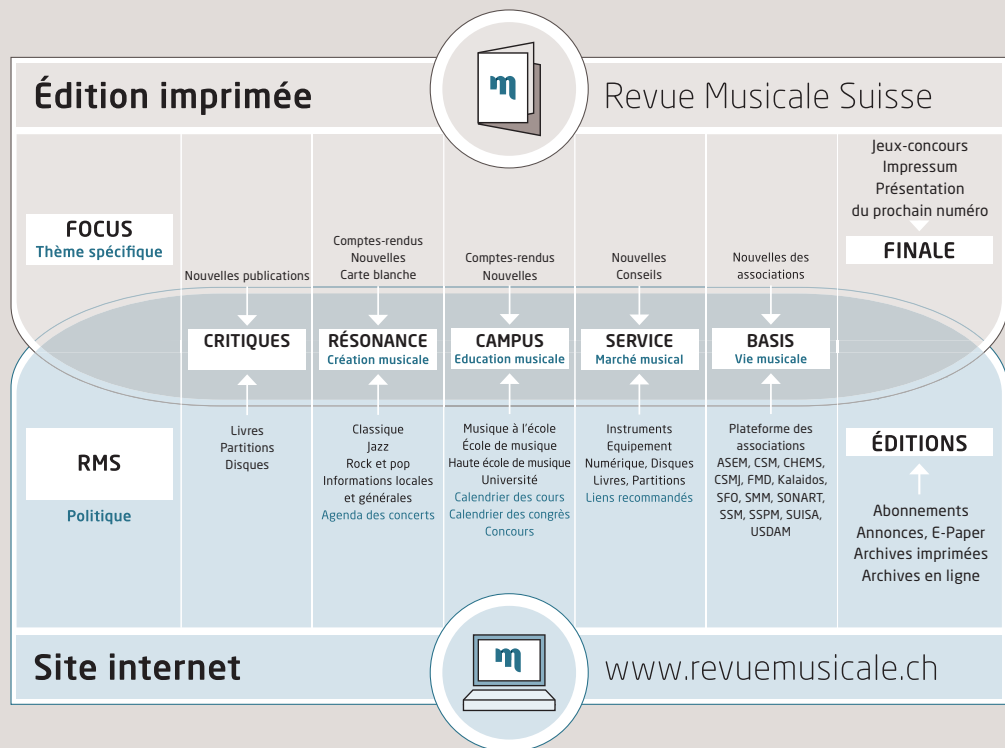 Édition imprimée
m
Revue Musicale Suisse
FOCUS
Thème spécifique
Nouvelles publications
CRITIQUES
Livres
Partitions
Disques
Comptes-rendus
Nouvelles
Carte blanche
RÉSONANCE
Création musicale
Classique
Jazz
Rock et pop
Informations locales
et générales
Agenda des concerts
Comptes-rendus
Nouvelles
CAMPUS
Education musicale
Musique à l'école
École de musique
Haute école de musique
Université
Calendrier des cours
Calendrier des congrès
Concours
Nouvelles
Conseils
SERVICE
Marché musical
Instruments
Equipement
Numérique, Disques
Livres, Partitions
Liens recommandés
Nouvelles des
associations
BASIS
Vie musicale
Plateforme des
associations
ASEM, CSM, CHEMS,
CSMJ, FMD, Kalaidos,
SFO, SMM, SONART,
SSM, SSPM, SUISA,
USDAM
Jeux-concours
Impressum
Présentation
du prochain numéro
FINALE
RMS
Politique
ÉDITIONS
Abonnements
Annonces, E-Paper
Archives imprimées
Archives en ligne
Site internet
m
www.revuemusicale.ch